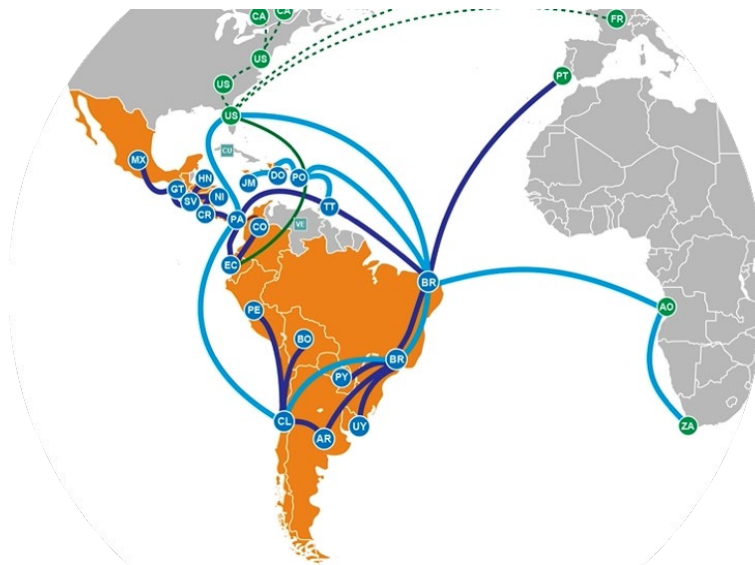 CA
CA
FR
US
PT
US
US
CU
MX
HN
JM
DO
PO
GT
NI
SV
TT
CR
PA
CO
VE
EC
BR
PE
AO
BO
BR
PY
CL
AR
UY
ZA